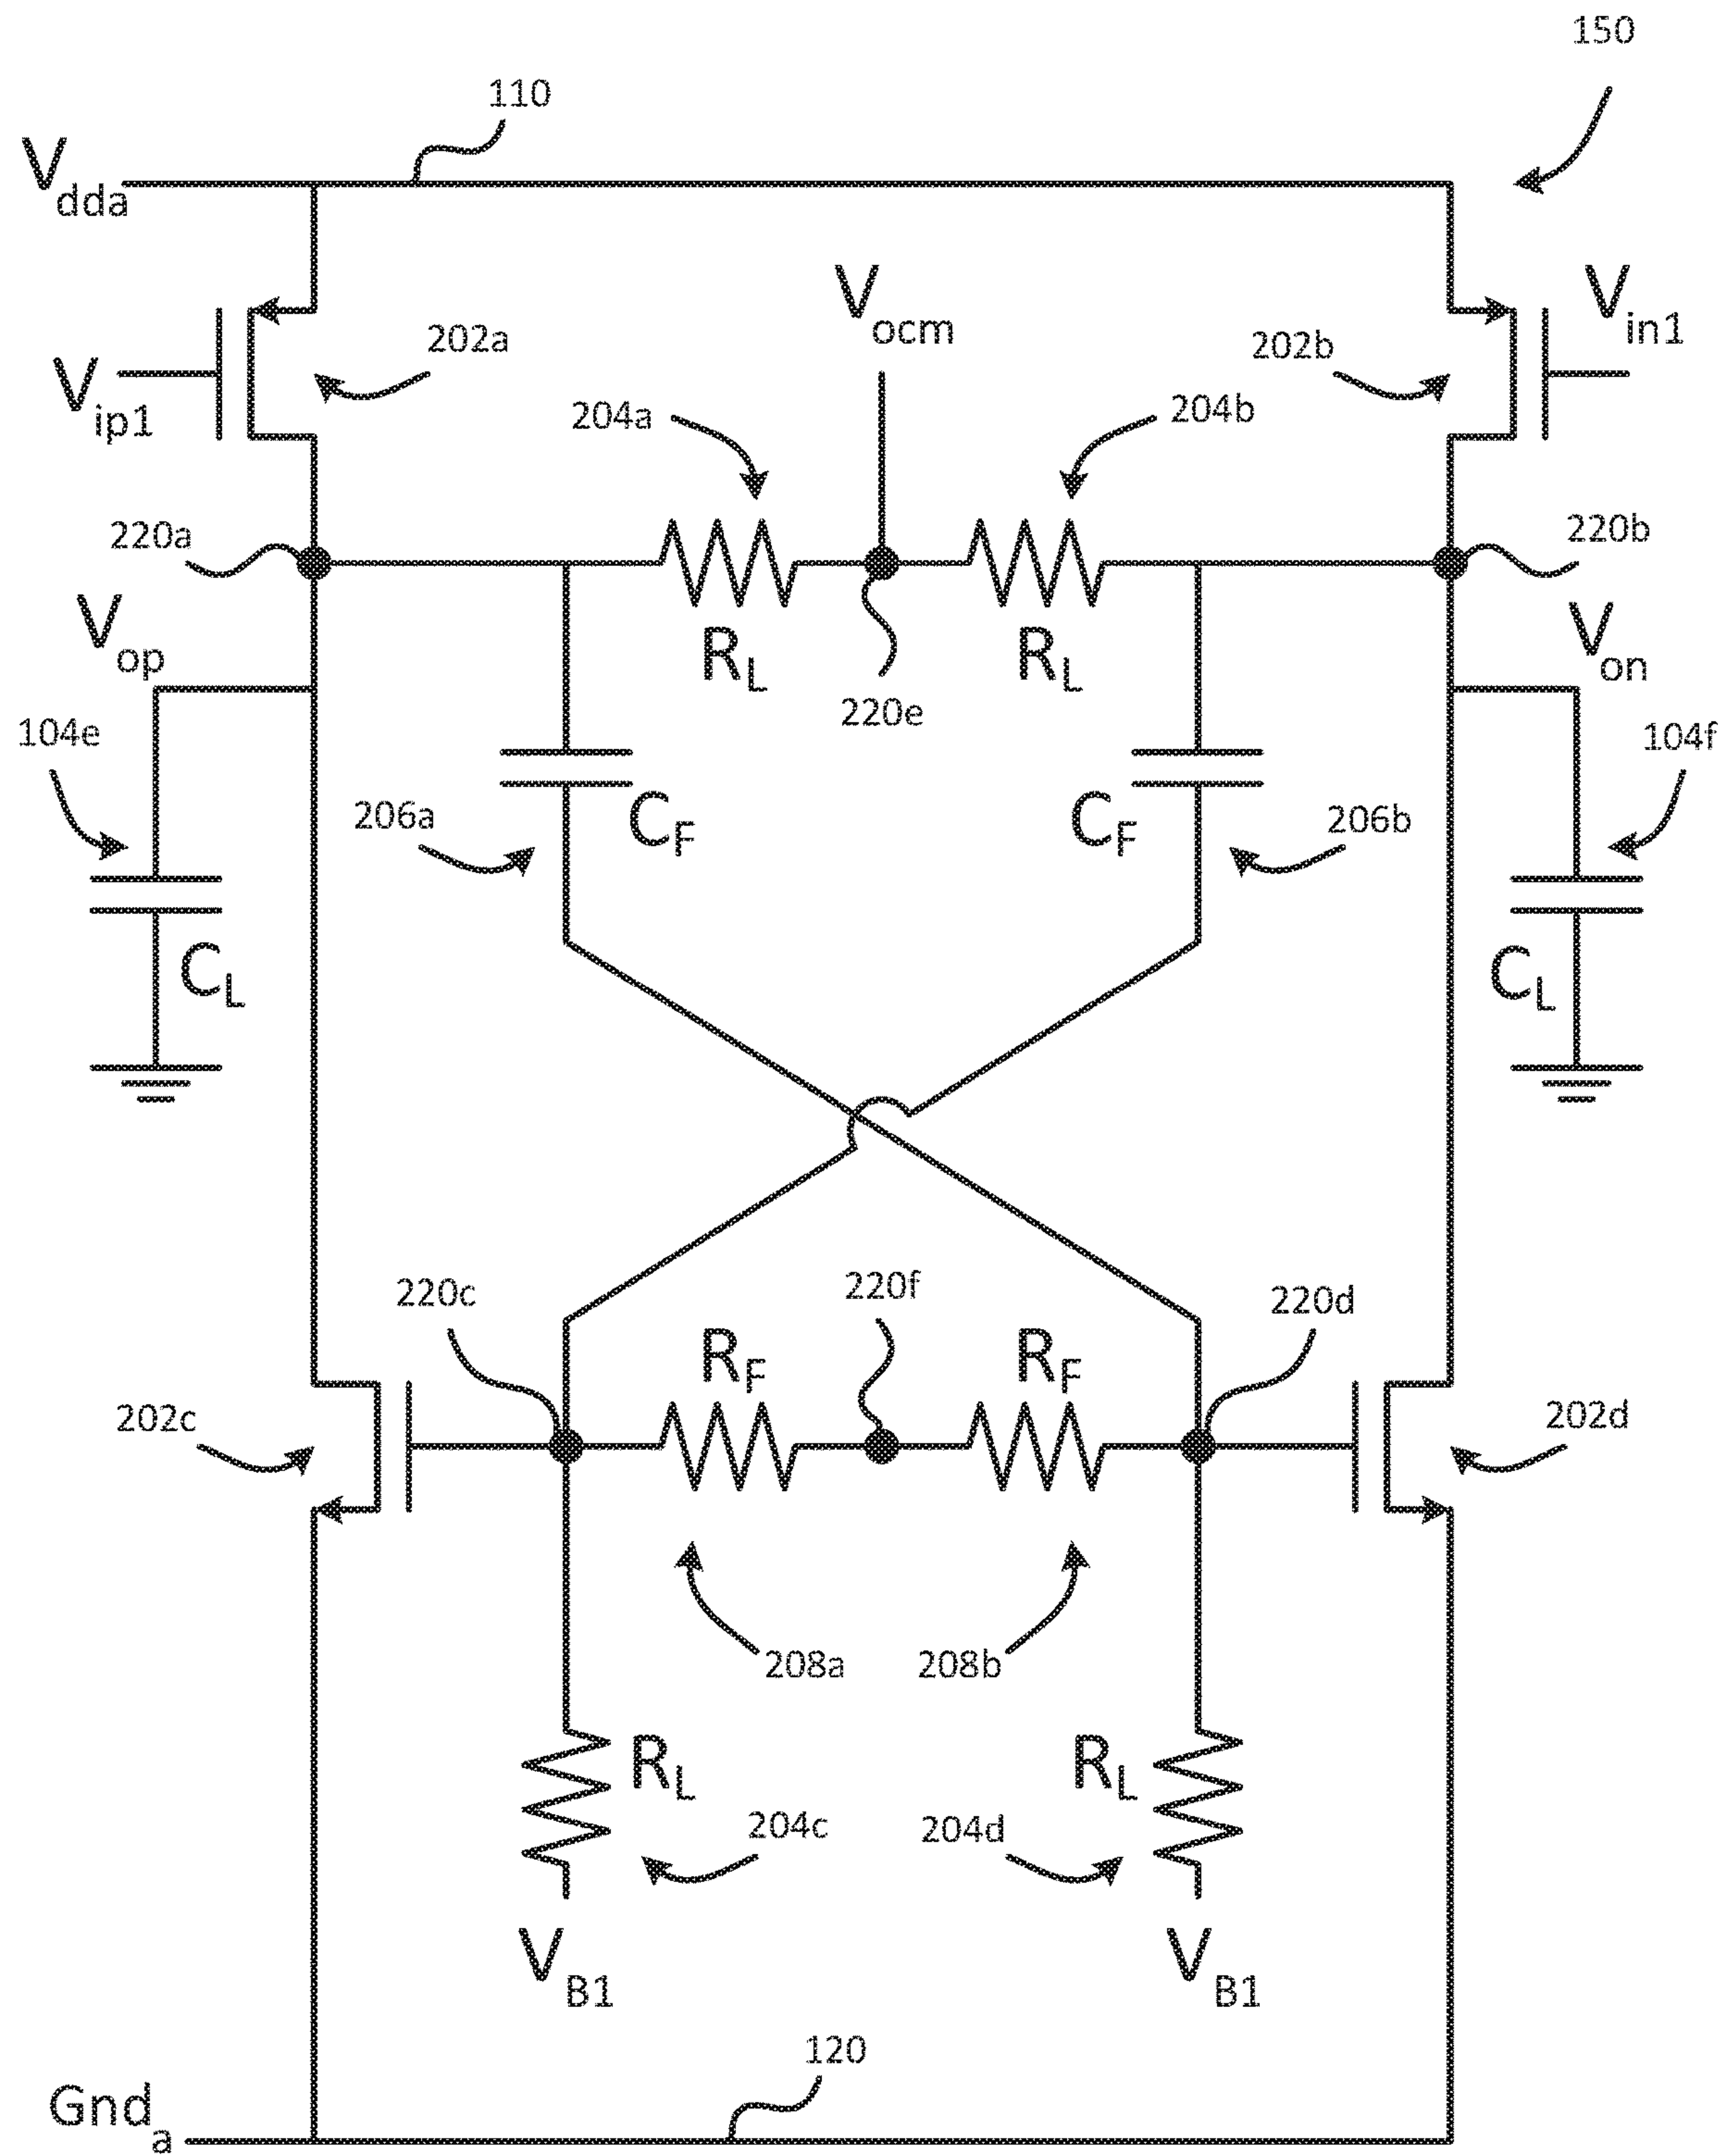 150
110
Vdda
Vocm
Vin1
202a
202b
Vip1
204a
204b
220a
220b
Vop
RL
RL
Von
220e
104e
104f
206a
CF
CF
206b
CL
CL
220c
220f
220d
RF
RF
202c
202d
208a
208b
RL
RL
204c
204d
VB1
VB1
120
Gnda